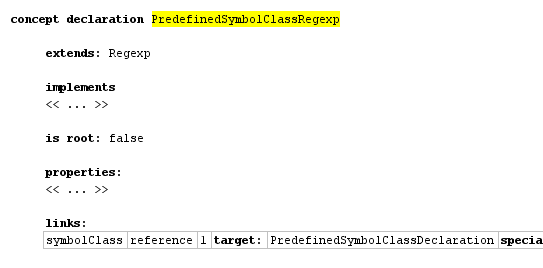 concept declaration PredefinedSymbolClassRegexp
extends: Regexp
implements
<< ... >>
is root: false
properties:
<< ... >>
links:
symbolClass reference 1 target: PredefinedSymbolClassDeclaration specia